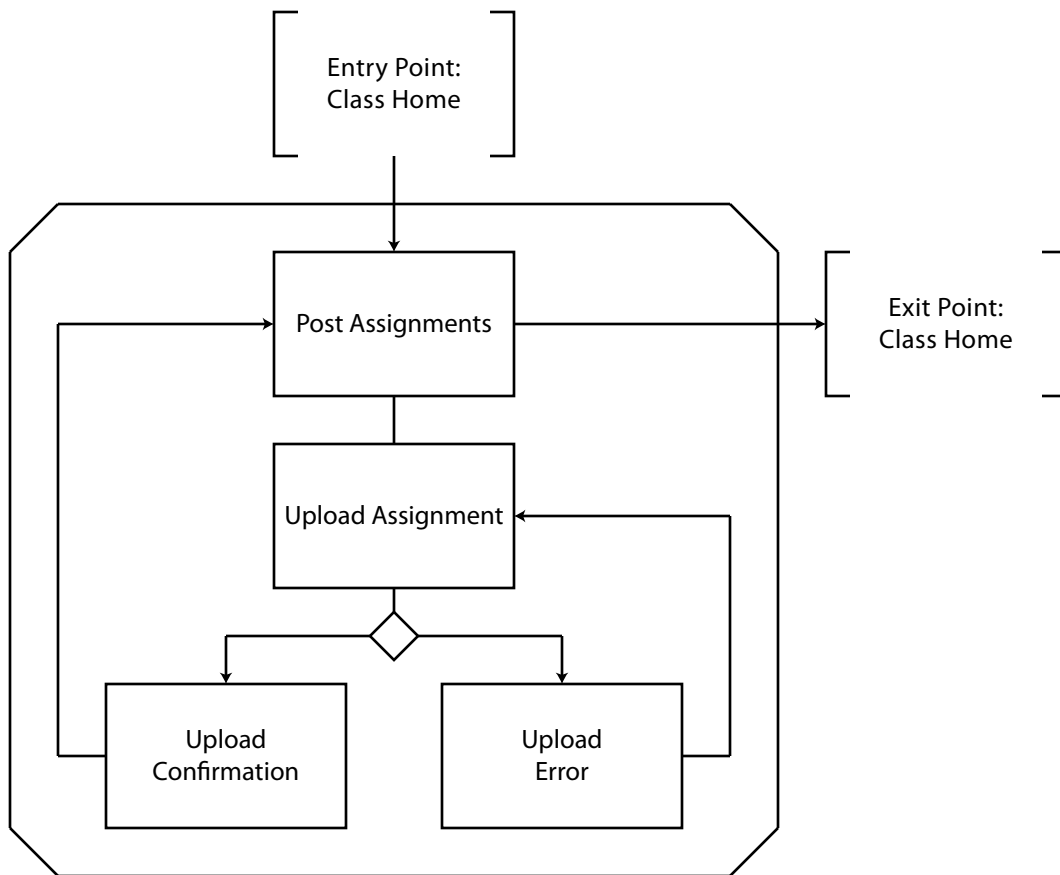 Entry Point:
Class Home
Post Assignments
Exit Point:
Class Home
Upload Assignment
Upload
Confirmation
Upload
Error